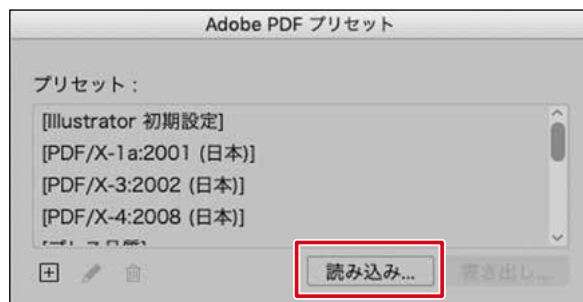 Adobe PDF プリセット
プリセット：
[Illustrator 初期設定]
[PDF/X-1a:2001 (日本)]
[PDF/X-3:2002 (日本)]
[PDF/X-4:2008 (日本)]
読み込み...
書き出し...